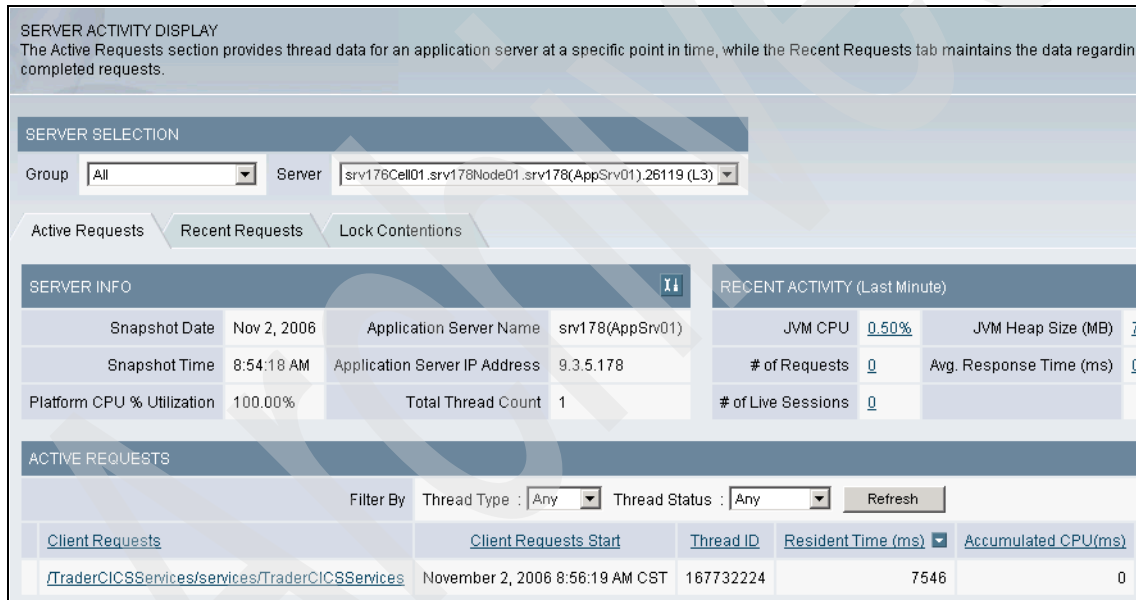 SERVER ACTIVITY DISPLAY
The Active Requests section provides thread data for an application server at a specific point in time, while the Recent Requests tab maintains the data regardin
completed requests.
SERVER SELECTION
Group All Server srv176Cell01.srv178Node01.srv178(AppSrv01).26119 (L3)
Active Requests Recent Requests Lock Contentions
SERVER INFO RECENT ACTIVITY (Last Minute)
Snapshot Date Nov 2, 2006 Application Server Name srv178(AppSrv01) JVM CPU 0.50% JVM Heap Size (MB)
Snapshot Time 8:54:18 AM Application Server IP Address 9.3.5.178 # of Requests 0 Avg. Response Time (ms)
Platform CPU % Utilization 100.00% Total Thread Count 1 # of Live Sessions 0
ACTIVE REQUESTS
Filter By Thread Type : Any Thread Status : Any Refresh
Client Requests Client Requests Start Thread ID Resident Time (ms) Accumulated CPU(ms)
/TraderCICSServices/services/TraderCICSServices November 2, 2006 8:56:19 AM CST 167732224 7546 0